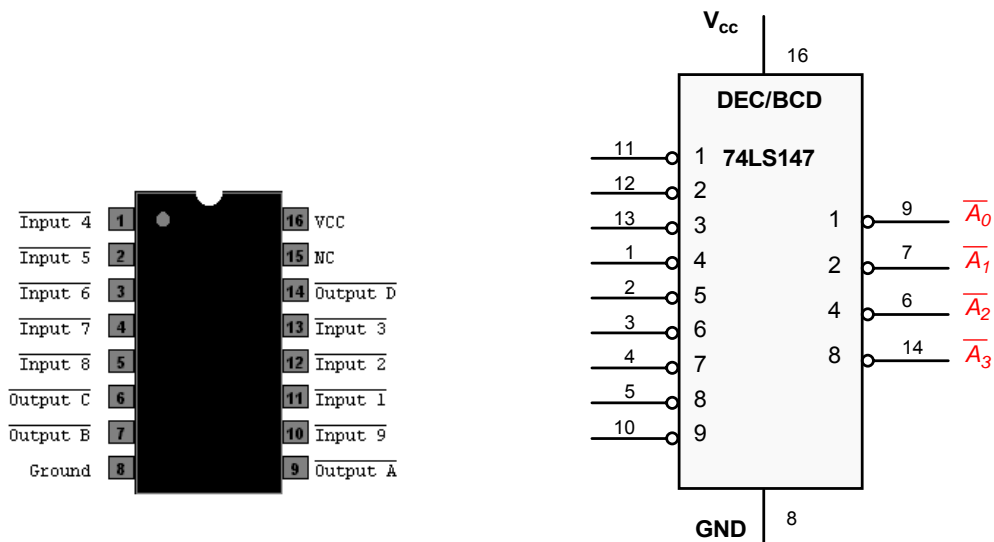 Input 4 1 16 VCC
Input 5 2 15 NC
Input 6 3 14 Output D
Input 7 4 13 Input 3
Input 8 5 12 Input 2
Output C 6 11 Input 1
Output B 7 10 Input 9
Ground 8 9 Output A
Vcc
16
DEC/BCD
74LS147
11 1
12 2
13 3
1 4
2 5
3 6
4 7
5 8
10 9
1 9 A0
2 7 A1
4 6 A2
8 14 A3
GND 8